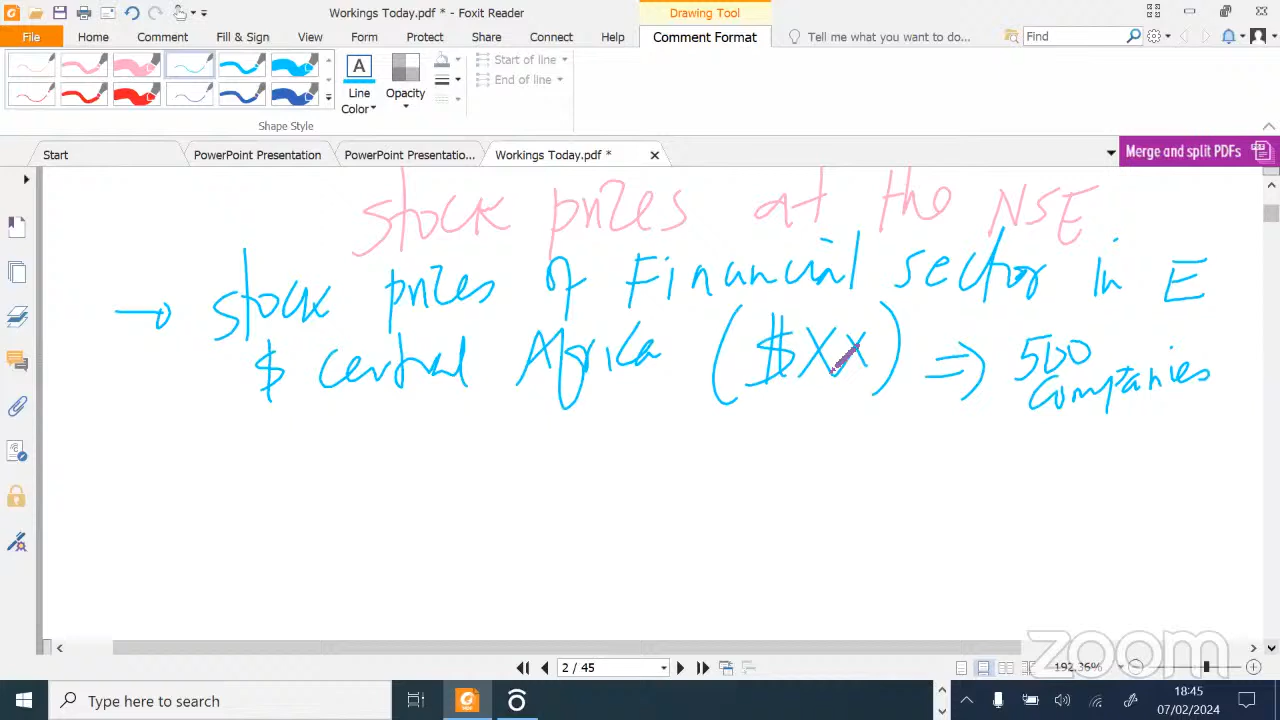 Workings Today.pdf * - Foxit Reader
Drawing Tool
File Home Comment Fill & Sign View Form Protect Share Connect Help Comment Format Tell me what you want to do... Find
Start of line
End of line
Line Color
Opacity
Shape Style
Start PowerPoint Presentation PowerPoint Presentatio... Workings Today.pdf * Merge and split PDFs
stock prizes at the NSE
→ stock prizes of Financial sector in E
$ central Africa ($XX) => 500 companies
2 / 45
192.36%
zoom
Type here to search
18:45
07/02/2024